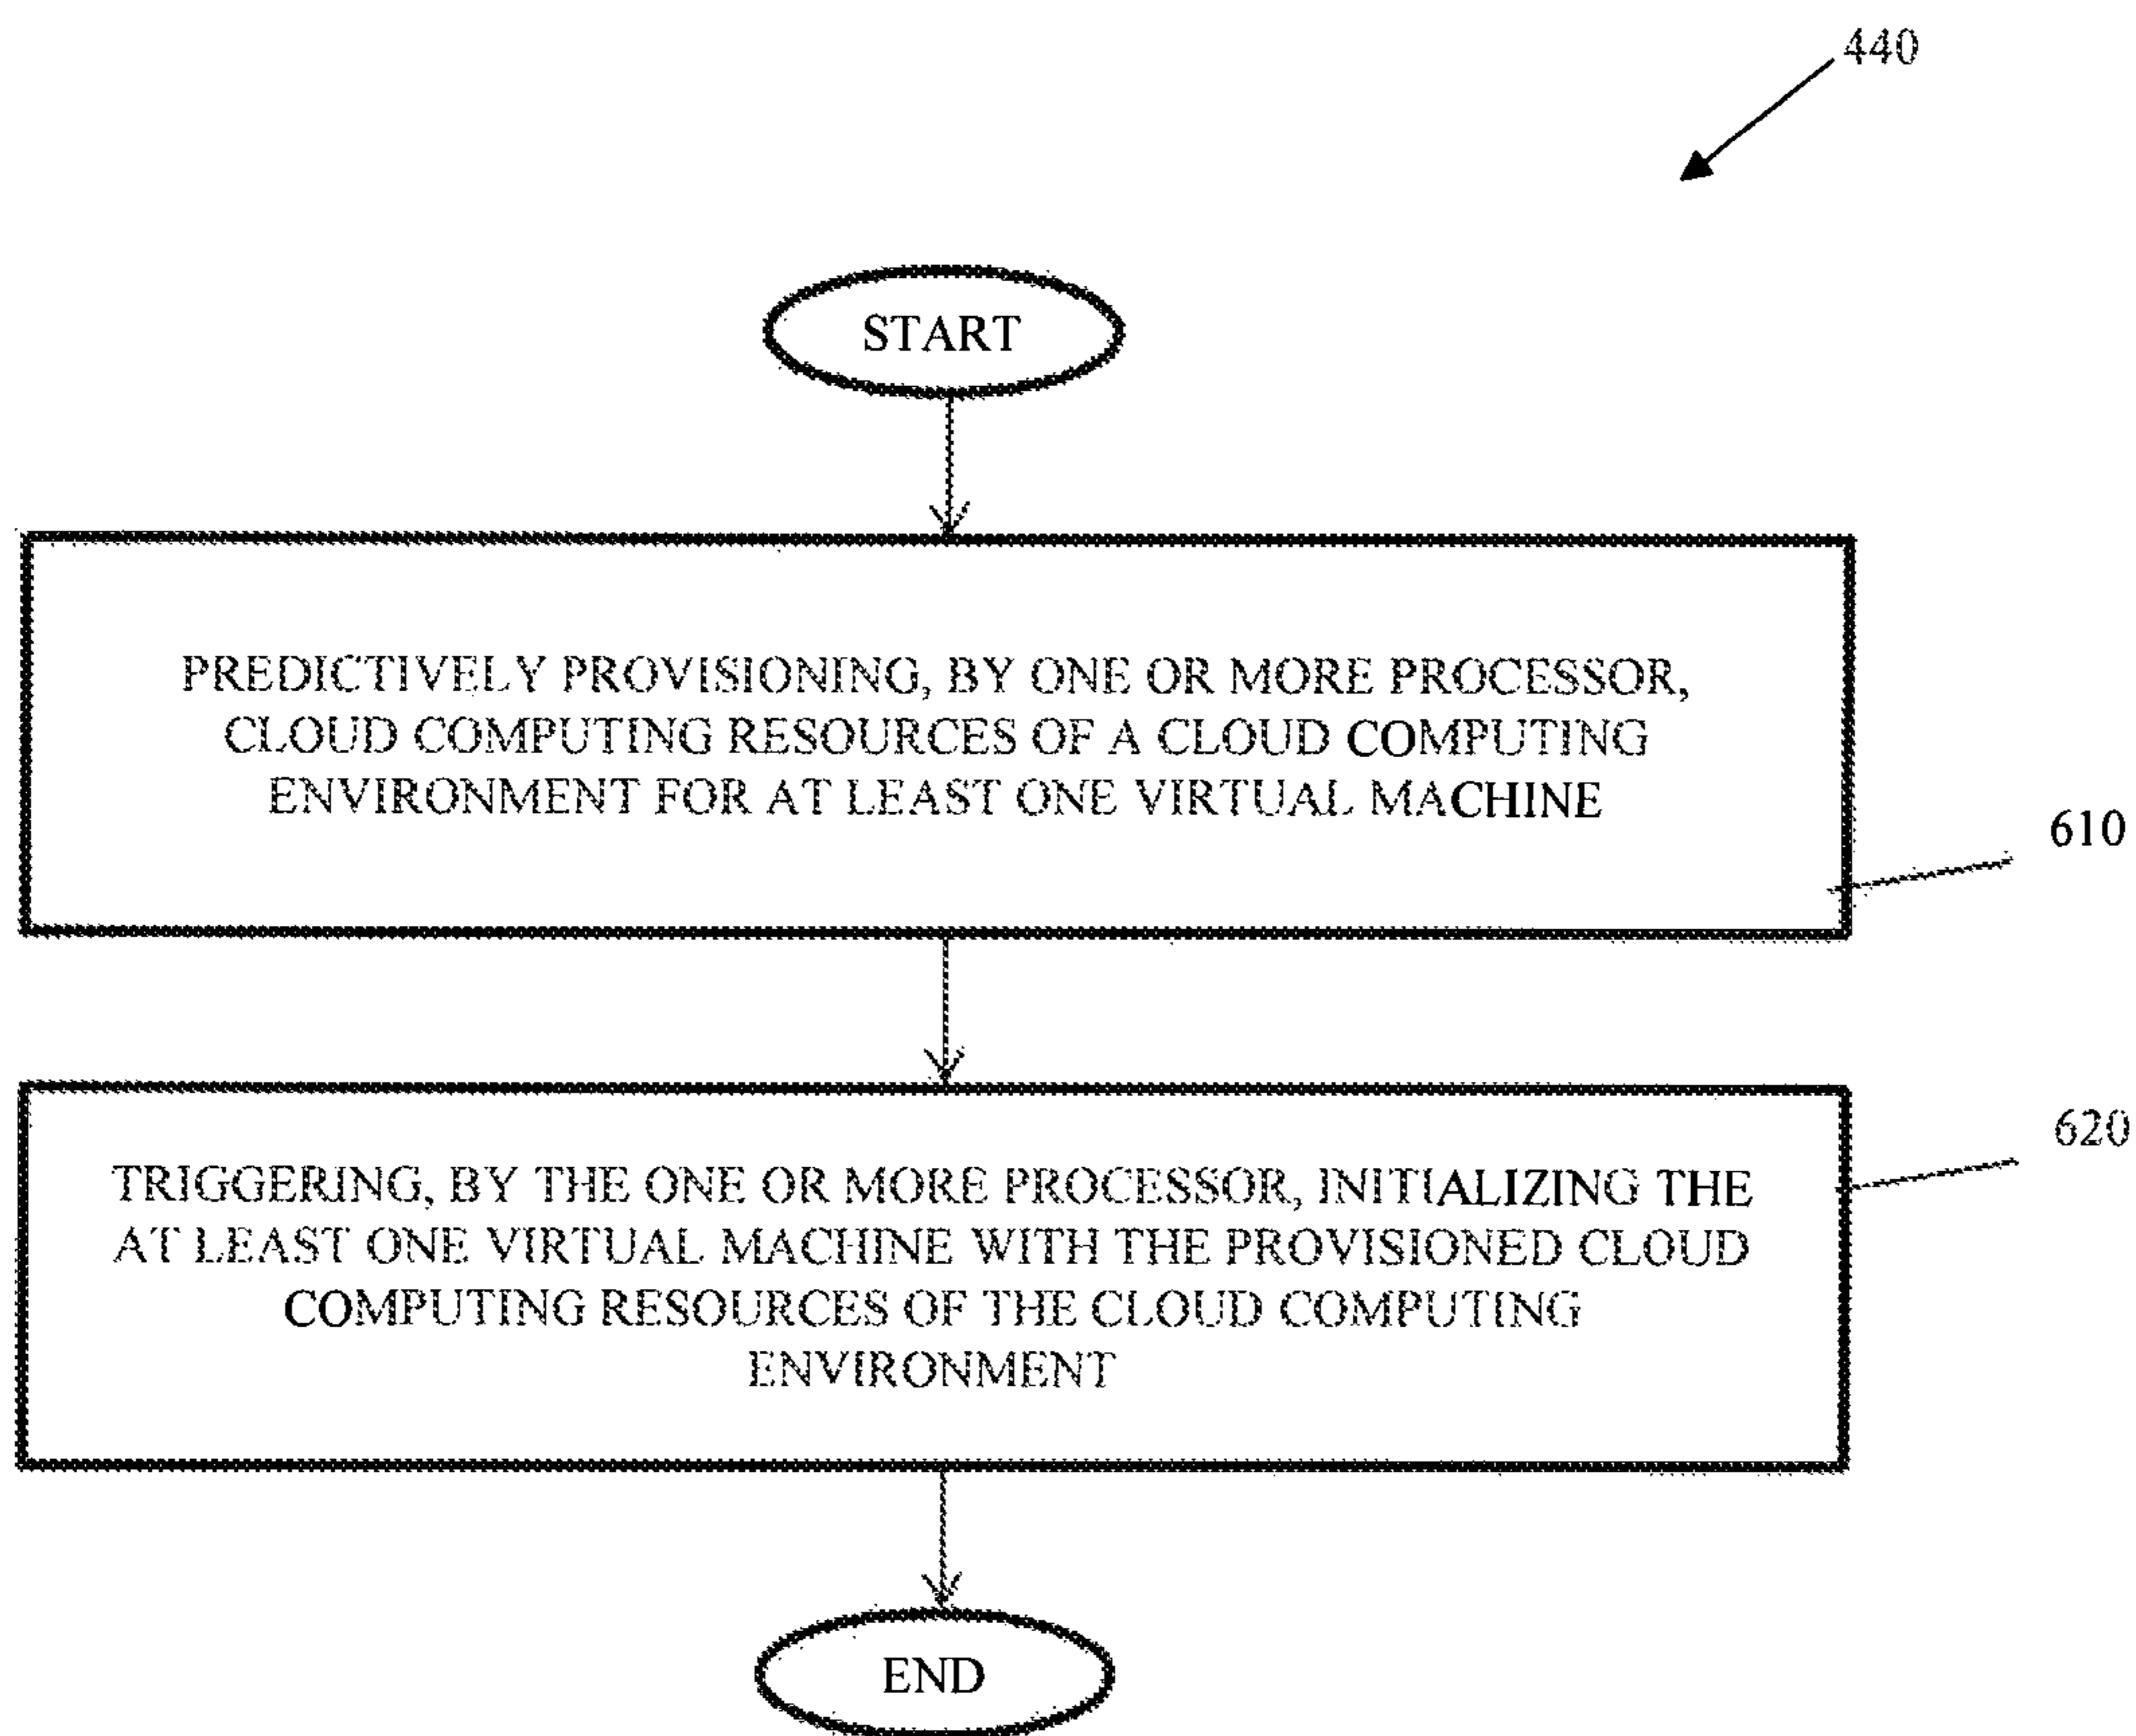 440
START
PREDICTIVELY PROVISIONING, BY ONE OR MORE PROCESSOR,
CLOUD COMPUTING RESOURCES OF A CLOUD COMPUTING
ENVIRONMENT FOR AT LEAST ONE VIRTUAL MACHINE
610
620
TRIGGERING, BY THE ONE OR MORE PROCESSOR, INITIALIZING THE
AT LEAST ONE VIRTUAL MACHINE WITH THE PROVISIONED CLOUD
COMPUTING RESOURCES OF THE CLOUD COMPUTING
ENVIRONMENT
END